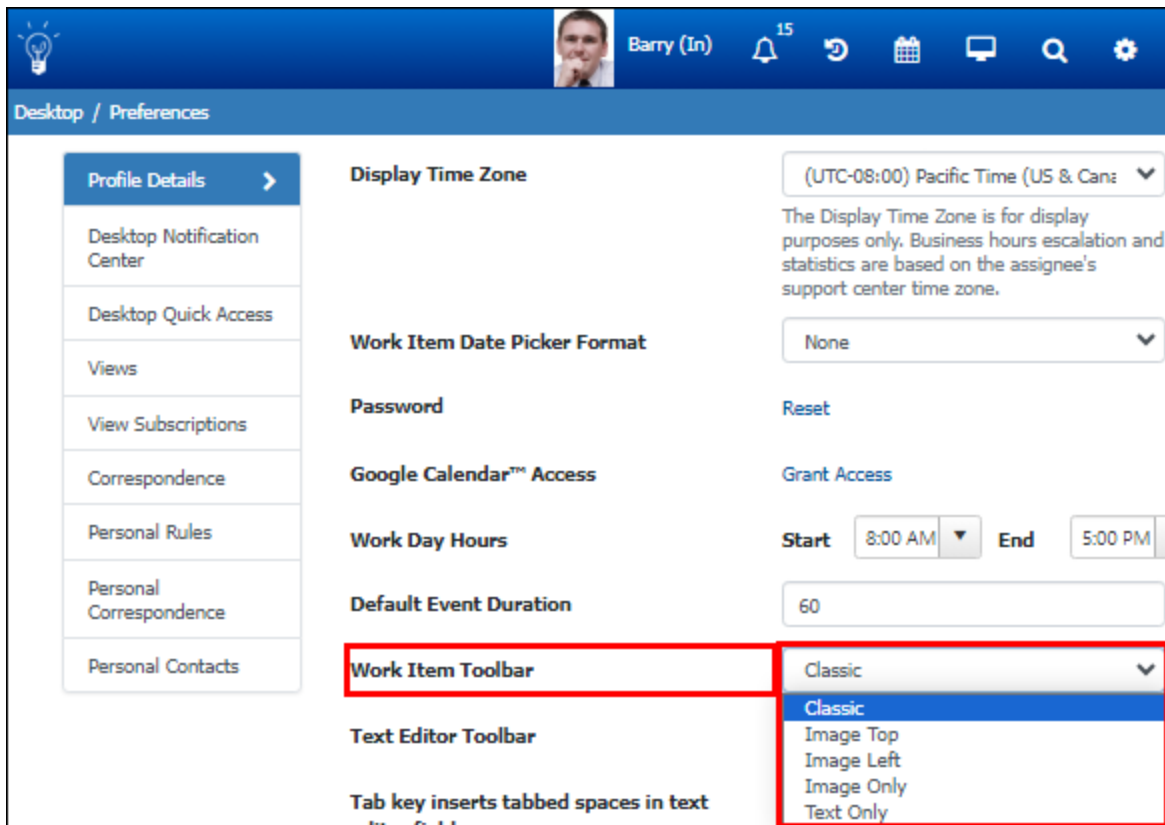 Barry (In)
15
Desktop / Preferences
Profile Details
Desktop Notification
Center
Desktop Quick Access
Views
View Subscriptions
Correspondence
Personal Rules
Personal
Correspondence
Personal Contacts
Display Time Zone
(UTC-08:00) Pacific Time (US & Cana
The Display Time Zone is for display
purposes only. Business hours escalation and
statistics are based on the assignee's
support center time zone.
Work Item Date Picker Format
None
Password
Reset
Google Calendar™ Access
Grant Access
Work Day Hours
Start 8:00 AM End 5:00 PM
Default Event Duration
60
Work Item Toolbar
Classic
Classic
Image Top
Image Left
Image Only
Text Only
Text Editor Toolbar
Tab key inserts tabbed spaces in text